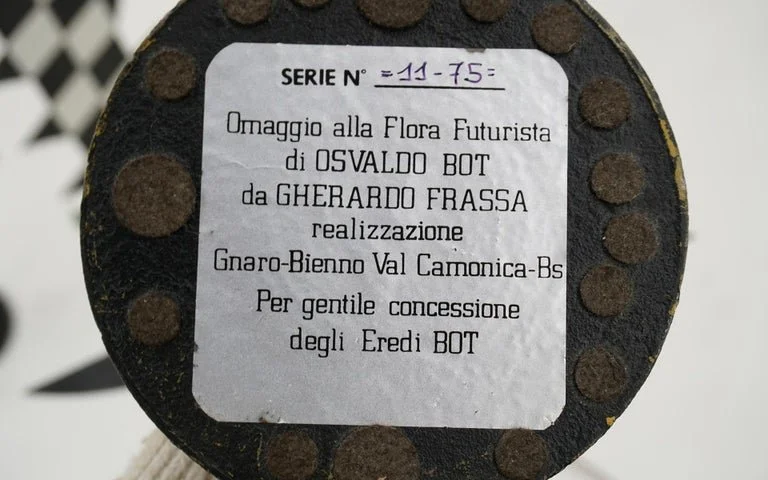 SERIE N° =11-75=
Omaggio alla Flora Futurista
di OSVALDO BOT
da GHERARDO FRASSA
realizzazione
Gnaro-Bienno Val Camonica-Bs
Per gentile concessione
degli Eredi BOT